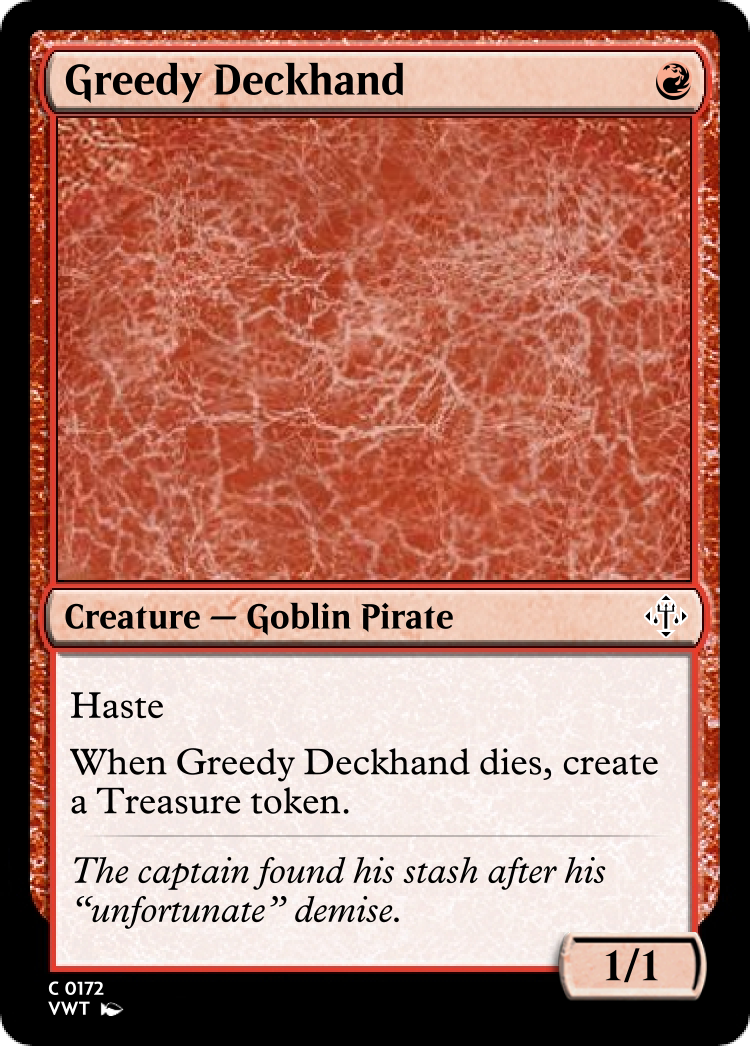 Greedy Deckhand
Creature — Goblin Pirate
Haste
When Greedy Deckhand dies, create
a Treasure token.
The captain found his stash after his
“unfortunate” demise.
1/1
C 0172
VWT